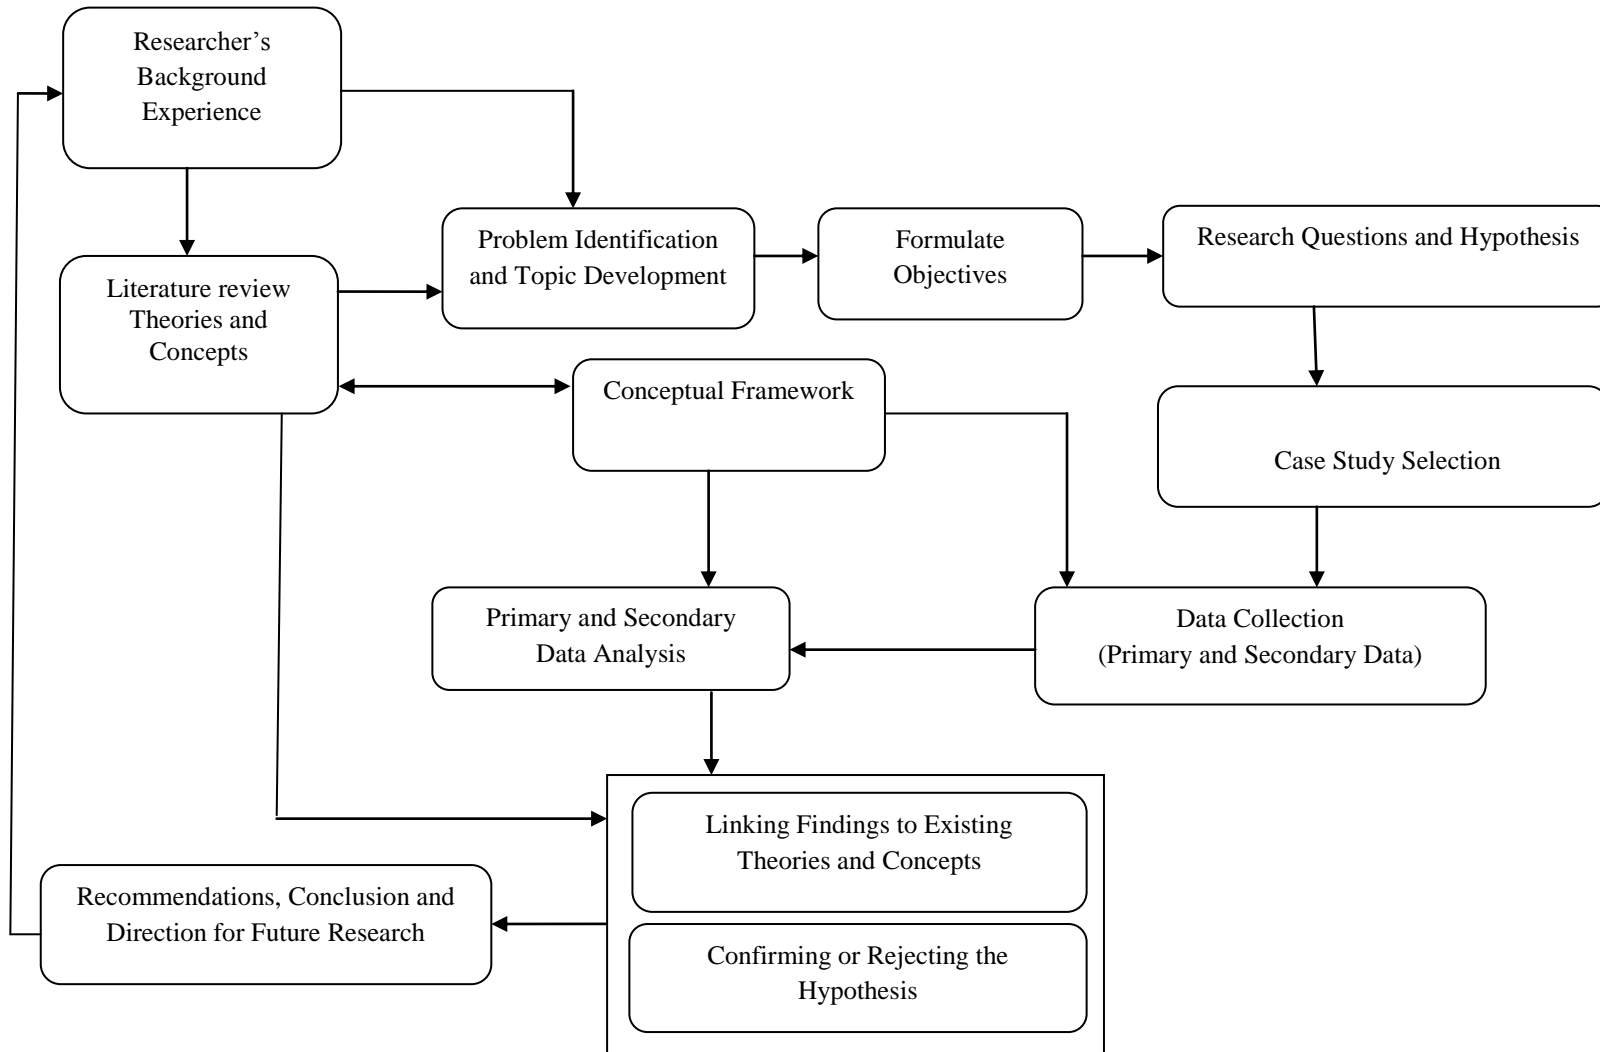 Researcher’s
Background
Experience
Problem Identification
and Topic Development
Formulate
Objectives
Research Questions and Hypothesis
Literature review
Theories and
Concepts
Conceptual Framework
Case Study Selection
Primary and Secondary
Data Analysis
Data Collection
(Primary and Secondary Data)
Linking Findings to Existing
Theories and Concepts
Recommendations, Conclusion and
Direction for Future Research
Confirming or Rejecting the
Hypothesis